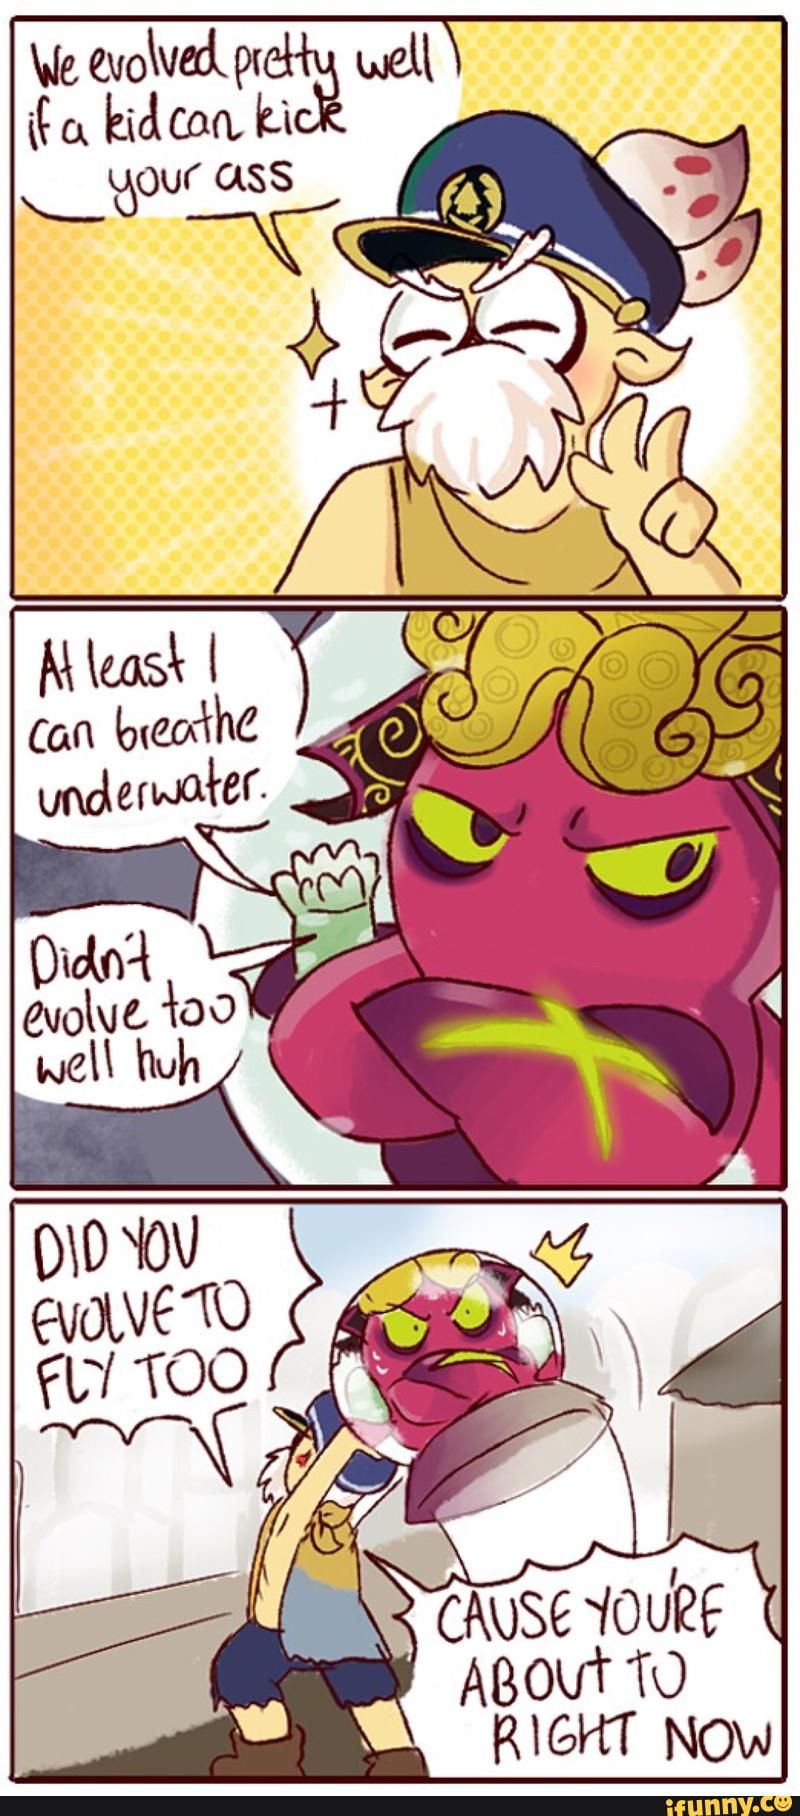 We evolved pretty well
if a kid can kick
your ass
At least I
can breathe
underwater.
Didn't
evolve too
well huh
DID YOU
EVOLVE TO
FLY TOO
CAUSE YOU'RE
ABOUT TO
RIGHT NOW
ifunny.co